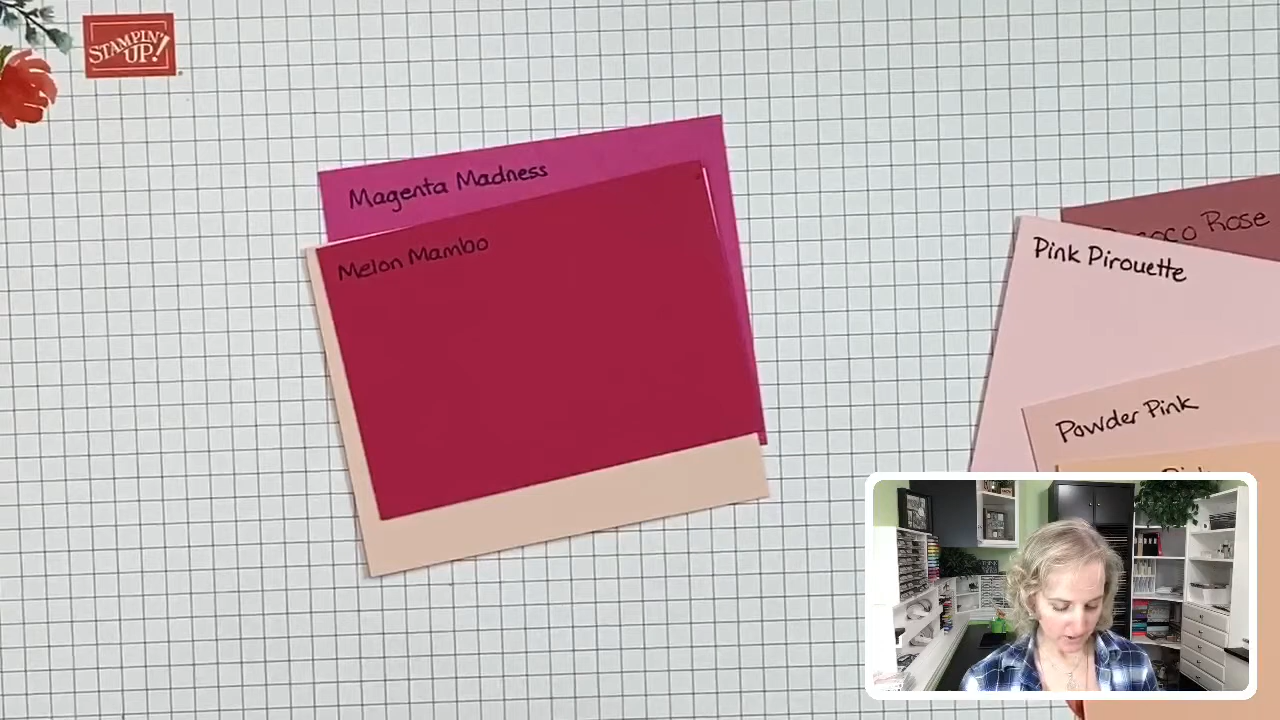 STAMPIN' UP!
Magenta Madness
Melon Mambo
Rose
Pink Pirouette
Powder Pink